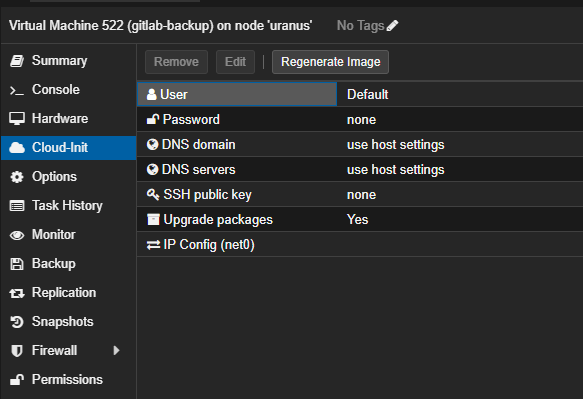 Virtual Machine 522 (gitlab-backup) on node 'uranus' No Tags
Summary
Console
Hardware
Cloud-Init
Options
Task History
Monitor
Backup
Replication
Snapshots
Firewall
Permissions
Remove Edit Regenerate Image
User Default
Password none
DNS domain use host settings
DNS servers use host settings
SSH public key none
Upgrade packages Yes
IP Config (net0)